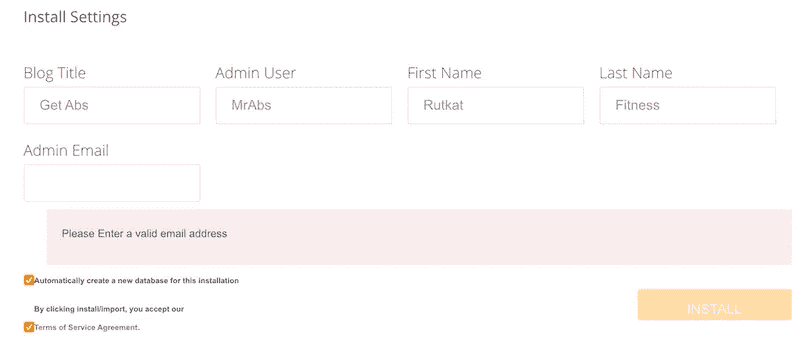 Install Settings
Blog Title Admin User First Name Last Name
Get Abs MrAbs Rutkat Fitness
Admin Email
Please Enter a valid email address
Automatically create a new database for this installation
By clicking install/import, you accept our
Terms of Service Agreement.
INSTALL